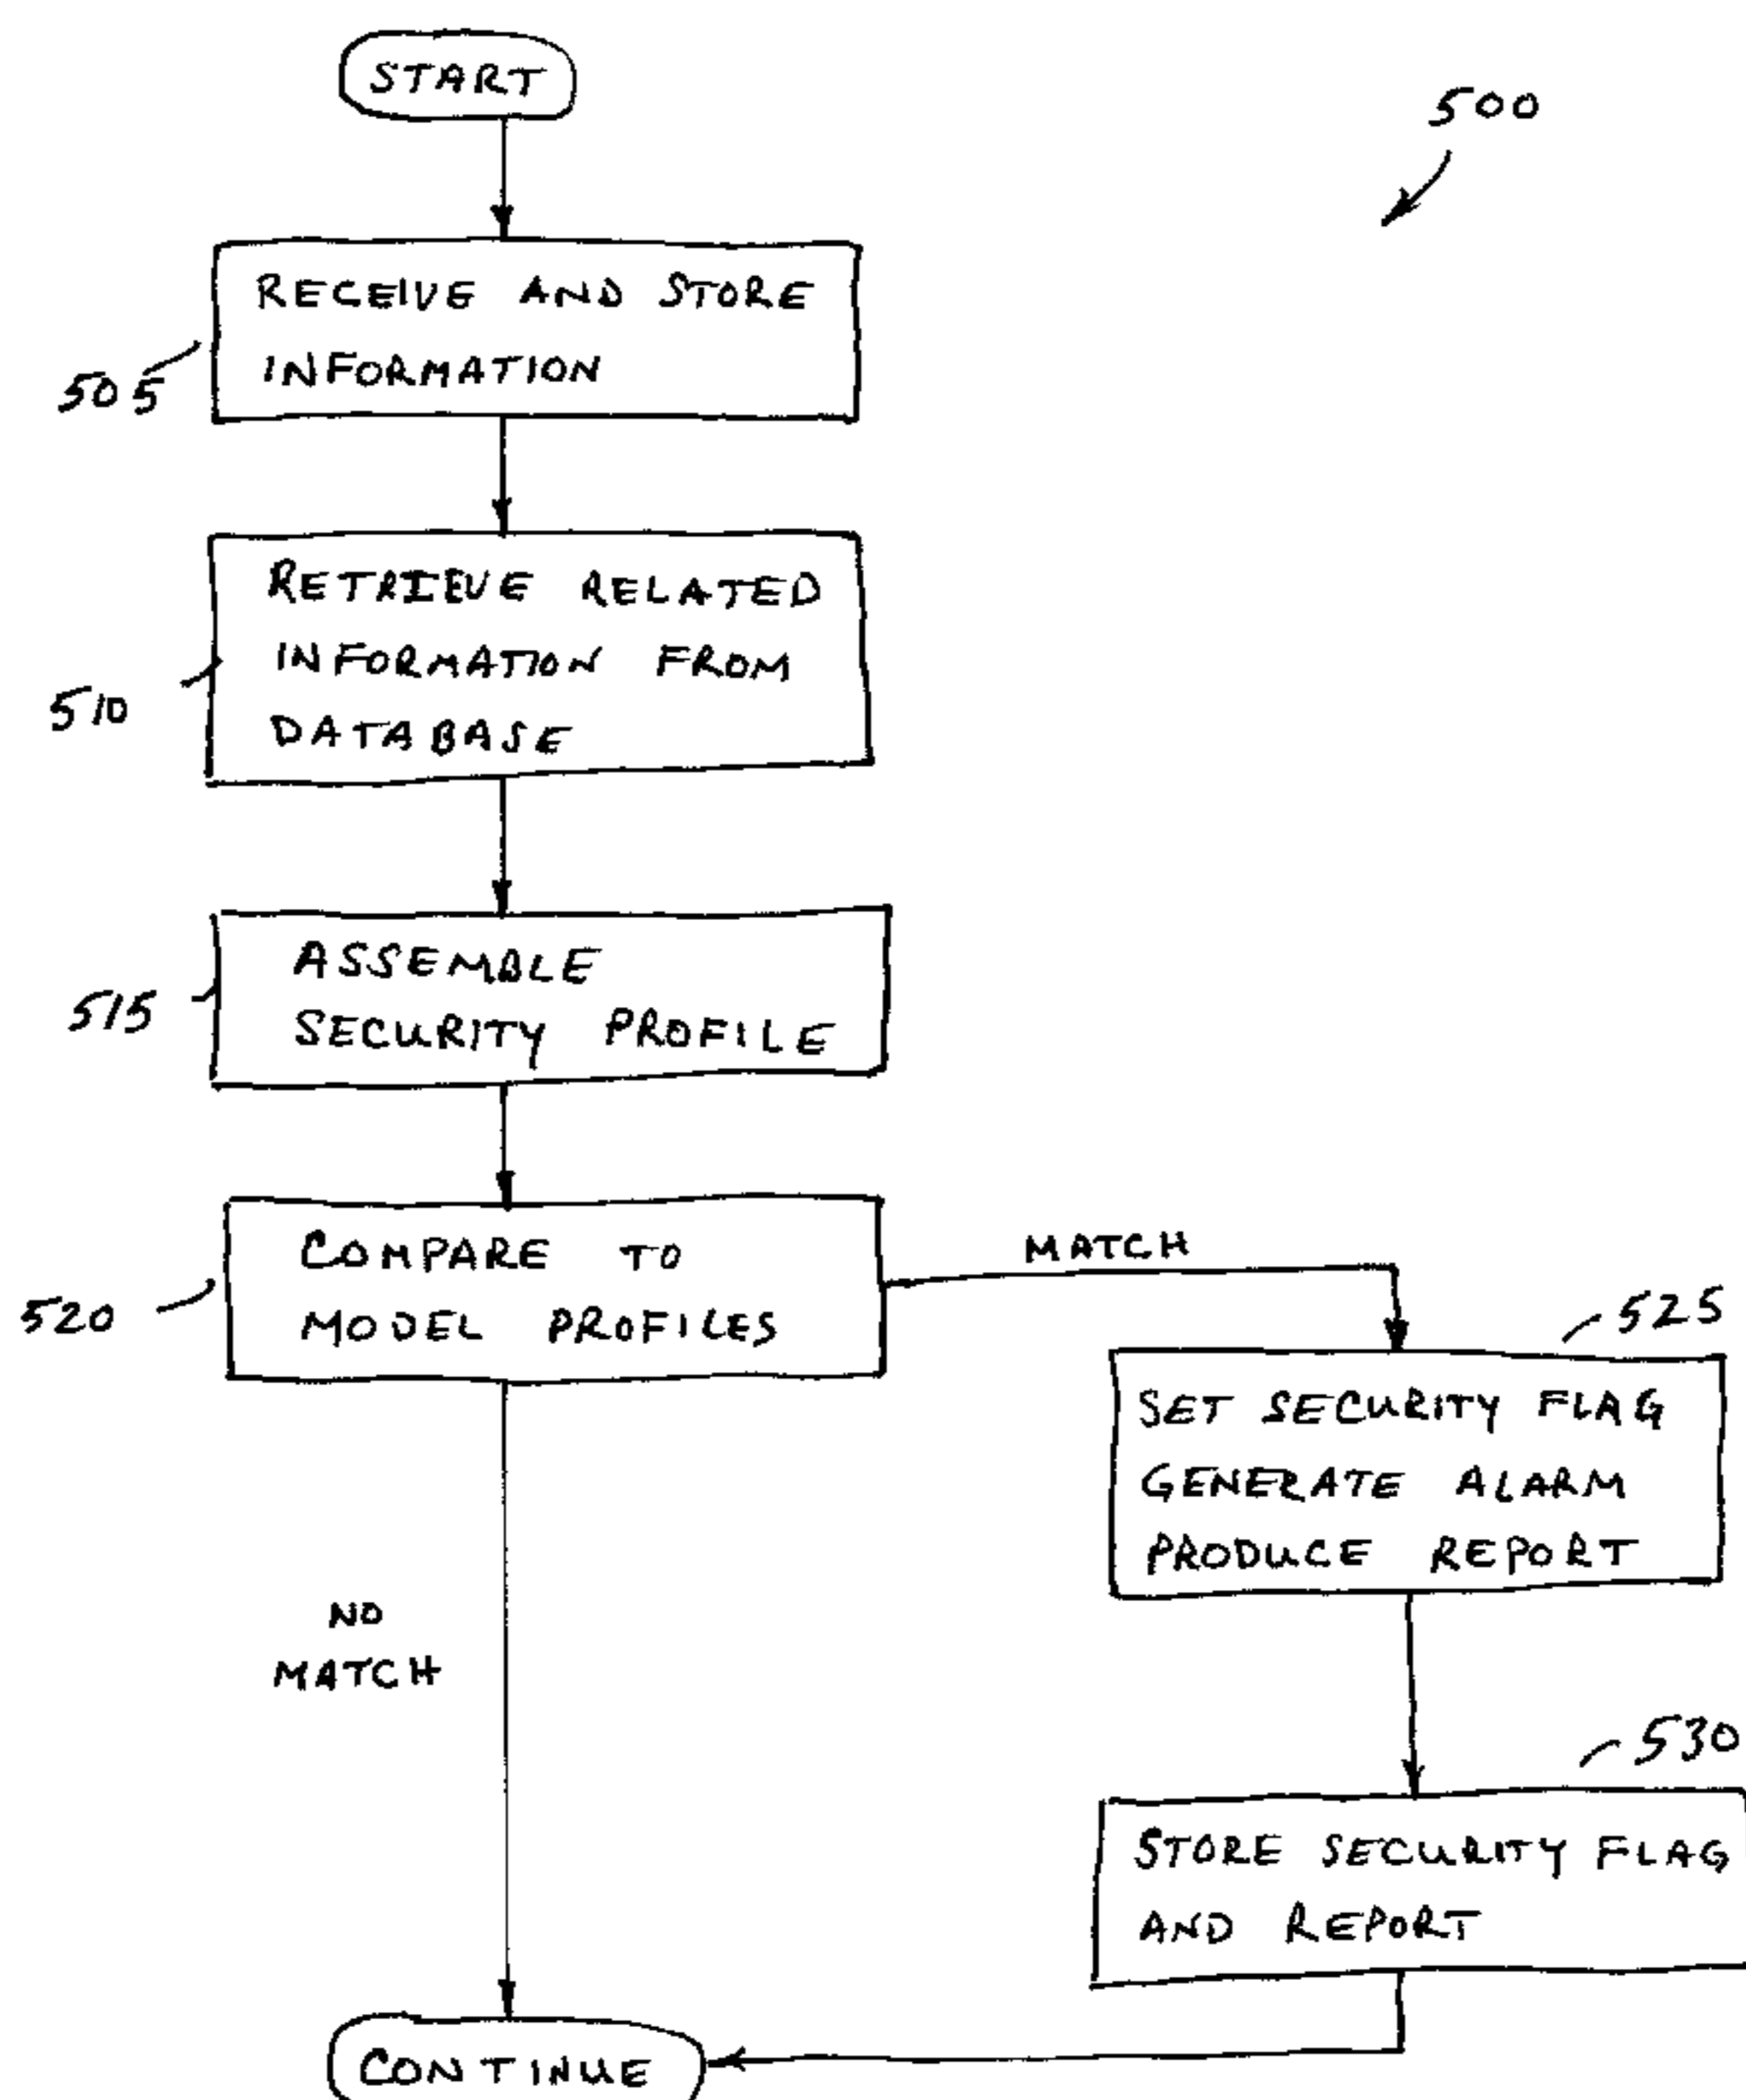 START
500
RECEIVE AND STORE
INFORMATION
505
RETRIEVE RELATED
INFORMATION FROM
DATABASE
510
ASSEMBLE
SECURITY PROFILE
515
COMPARE TO
MODEL PROFILES
520
MATCH
525
SET SECURITY FLAG
GENERATE ALARM
PRODUCE REPORT
NO
MATCH
530
STORE SECURITY FLAG
AND REPORT
CONTINUE